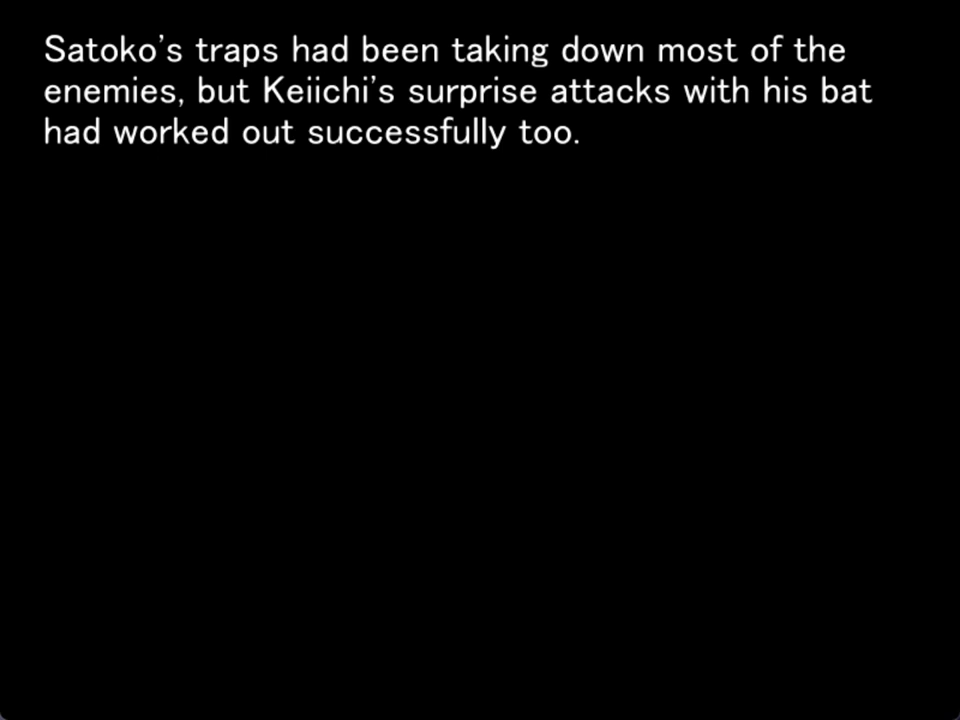 Satoko’s traps had been taking down most of the
enemies, but Keiichi’s surprise attacks with his bat
had worked out successfully too.